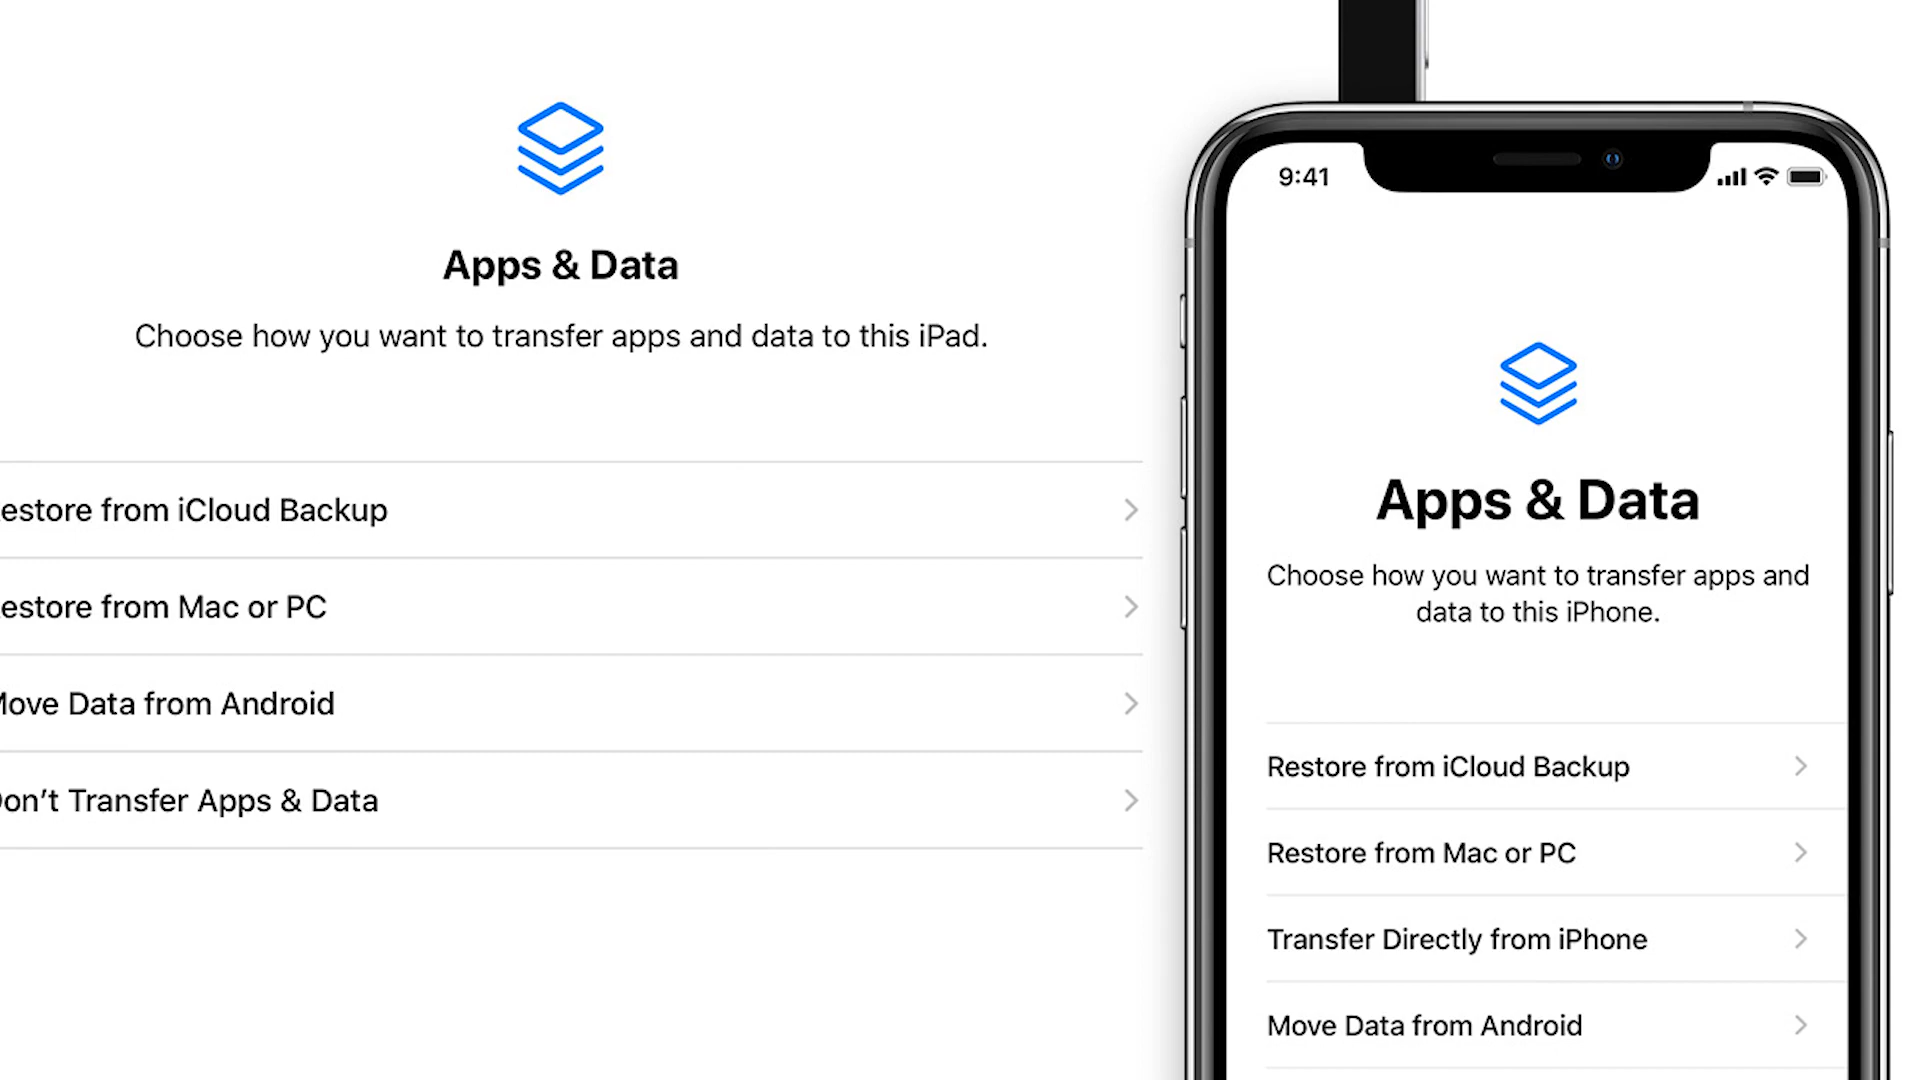 Apps & Data
Choose how you want to transfer apps and data to this iPad.
estore from iCloud Backup
estore from Mac or PC
Move Data from Android
Don't Transfer Apps & Data
9:41
Apps & Data
Choose how you want to transfer apps and
data to this iPhone.
Restore from iCloud Backup
Restore from Mac or PC
Transfer Directly from iPhone
Move Data from Android